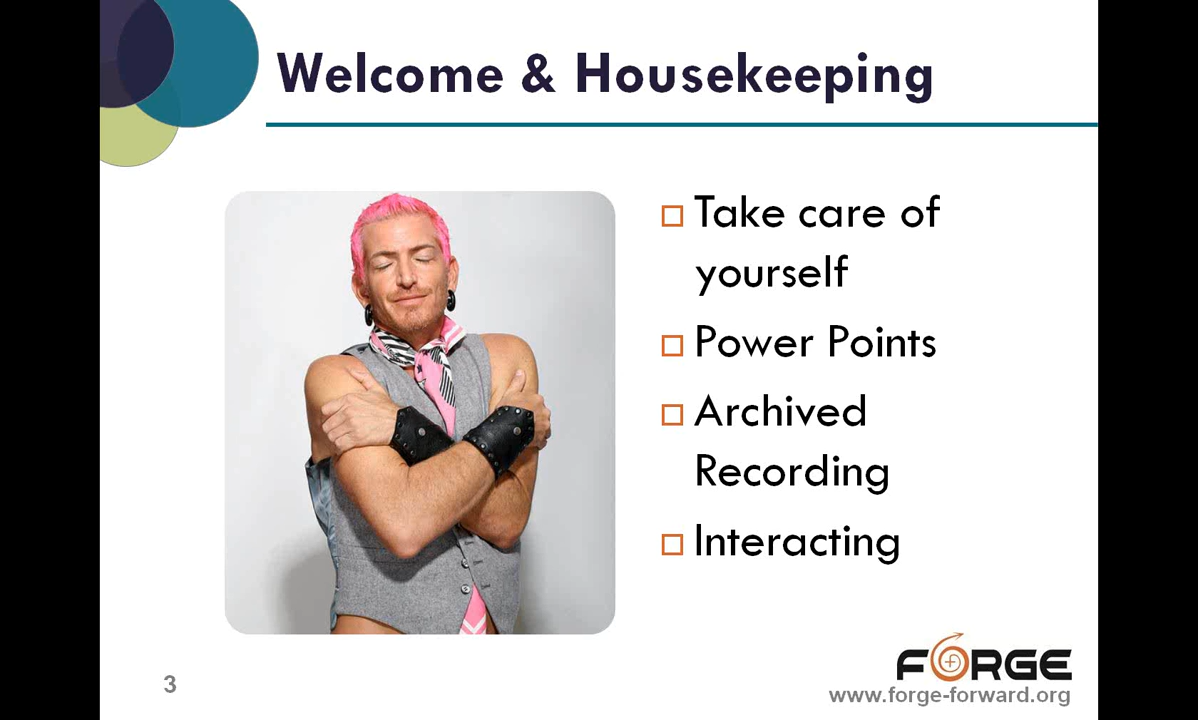 Welcome & Housekeeping
Take care of
yourself
Power Points
Archived
Recording
Interacting
FORGE
www.forge-forward.org
3